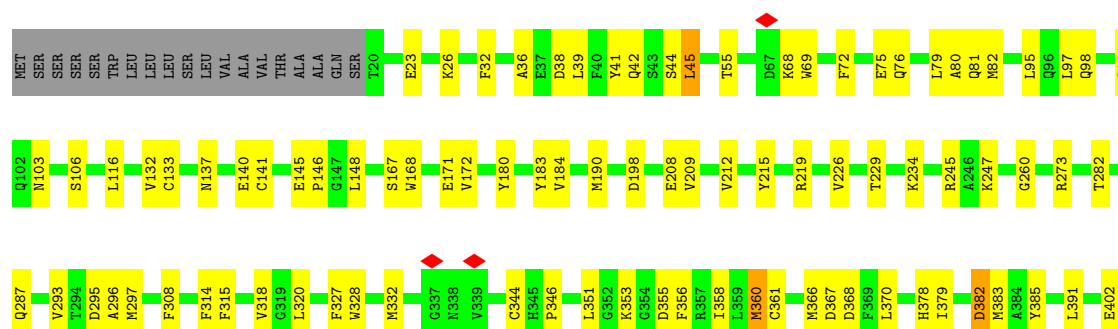 MET SER SER SER SER TRP LEU LEU LEU SER LEU VAL ALA VAL THR ALA ALA GLN SER T20 E23 K26 F32 A36 E37 D38 L39 F40 Y41 Q42 S43 S44 L45 T55 D67 K68 W69 F72 E75 Q76 L79 A80 Q81 M82 L95 Q96 L97 Q98
Q102 N103 S106 L116 V132 C133 N137 E140 C141 E145 P146 G147 L148 S167 W168 E171 V172 Y180 Y183 V184 M190 D198 E208 V209 V212 Y215 R219 V226 T229 K234 R245 A246 K247 G260 R273 T282
Q287 V293 T294 D295 A296 M297 F308 F314 F315 V318 G319 L320 F327 W328 M332 G337 N338 V339 C344 H345 P346 L351 G352 K353 G354 D355 F356 R357 I358 L359 M360 C361 M366 D367 D368 F369 L370 H378 I379 D382 M383 A384 Y385 L391 E402